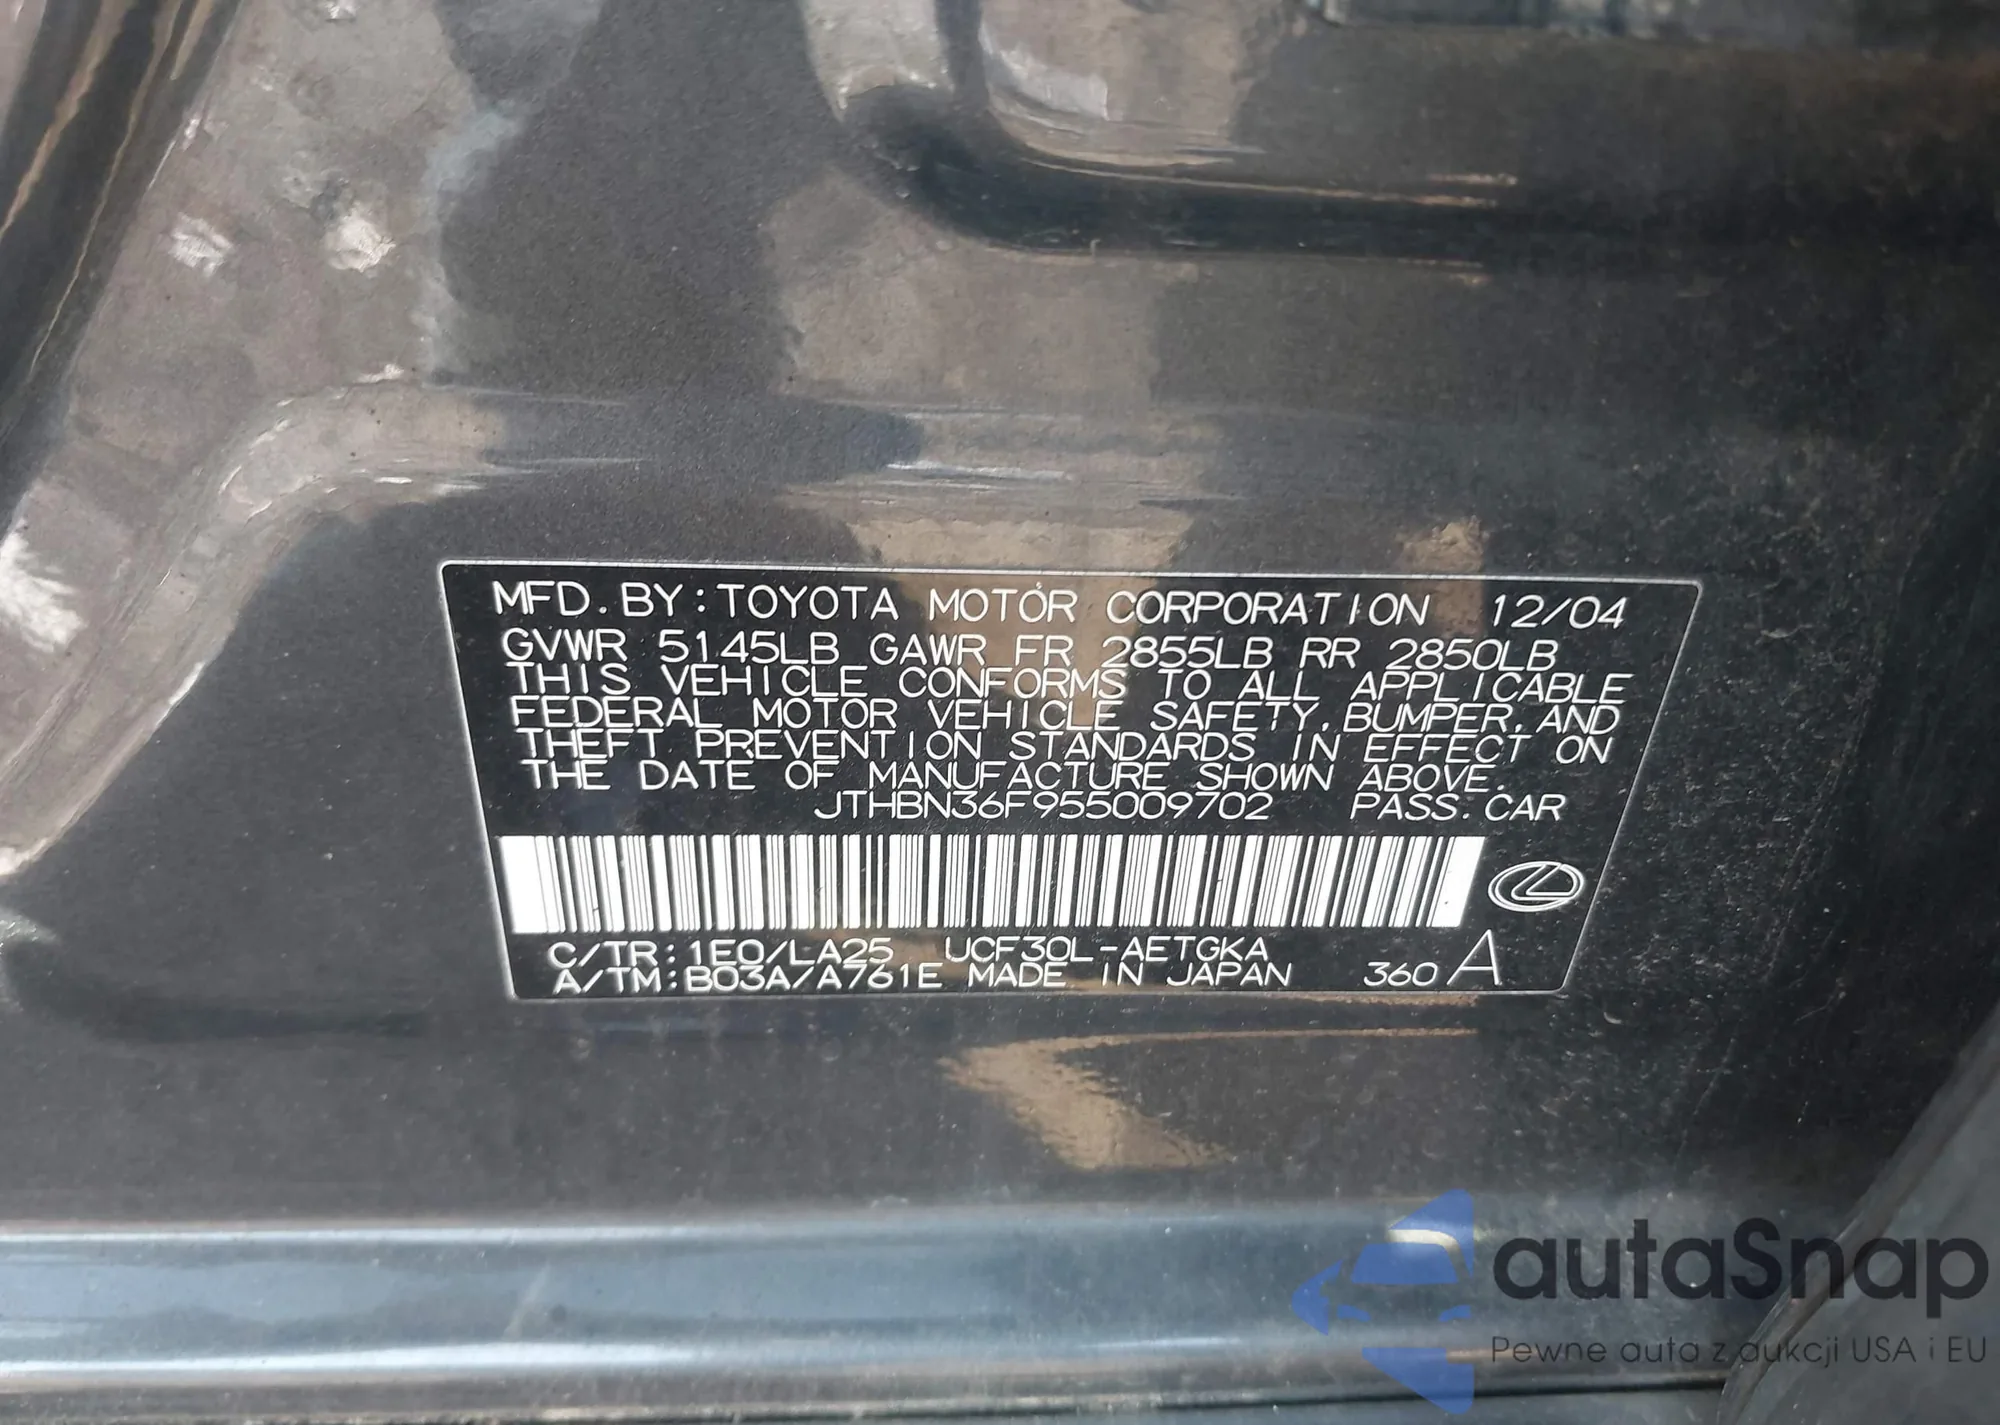 MFD. BY: TOYOTA MOTOR CORPORATION 12/04
GVWR 5145LB GAWR FR 2855LB RR 2850LB
THIS VEHICLE CONFORMS TO ALL APPLICABLE
FEDERAL MOTOR VEHICLE SAFETY, BUMPER, AND
THEFT PREVENTION STANDARDS IN EFFECT ON
THE DATE OF MANUFACTURE SHOWN ABOVE.
JTHBN36F955009702 PASS. CAR
C/TR: 1E0/LA25 UCF30L-AETGKA
A/TM: B03A/A761E MADE IN JAPAN 360 A
autaSnap
Pewne auta z aukcji USA i EU